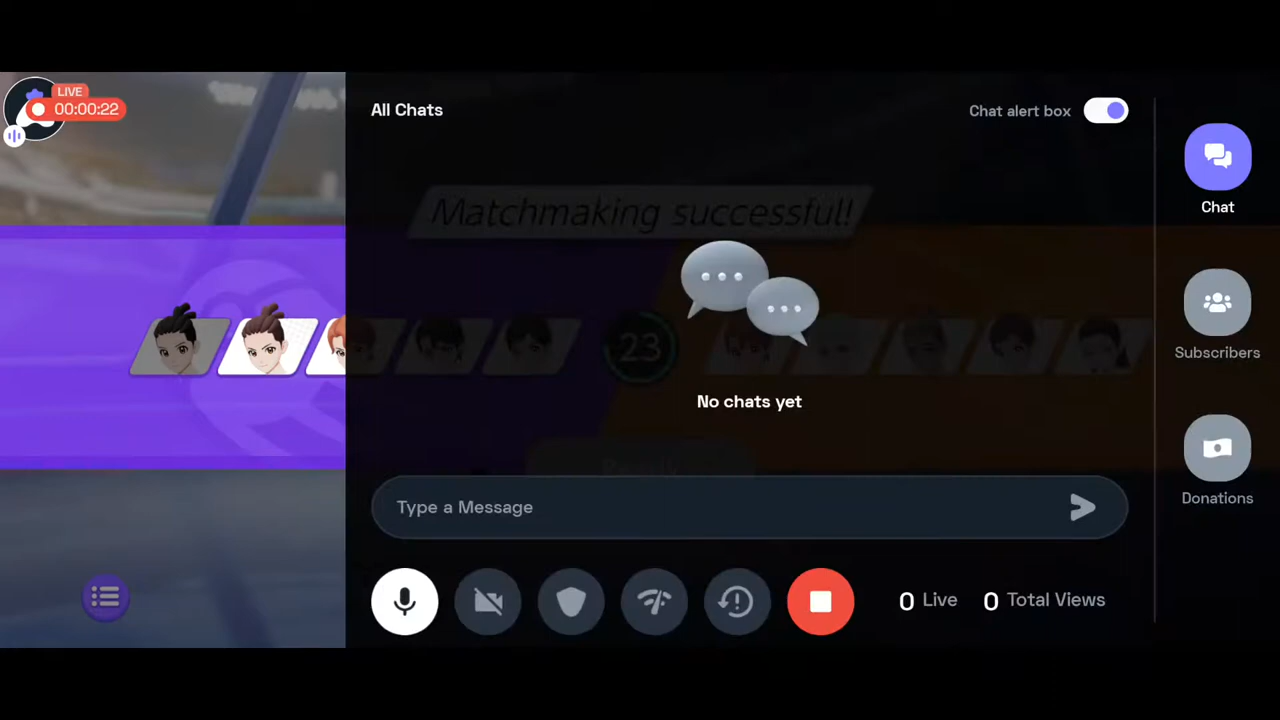 LIVE
00:00:22
All Chats
Chat alert box
Chat
Matchmaking successful!
Subscribers
23
No chats yet
Ready
Donations
Type a Message
0 Live
0 Total Views